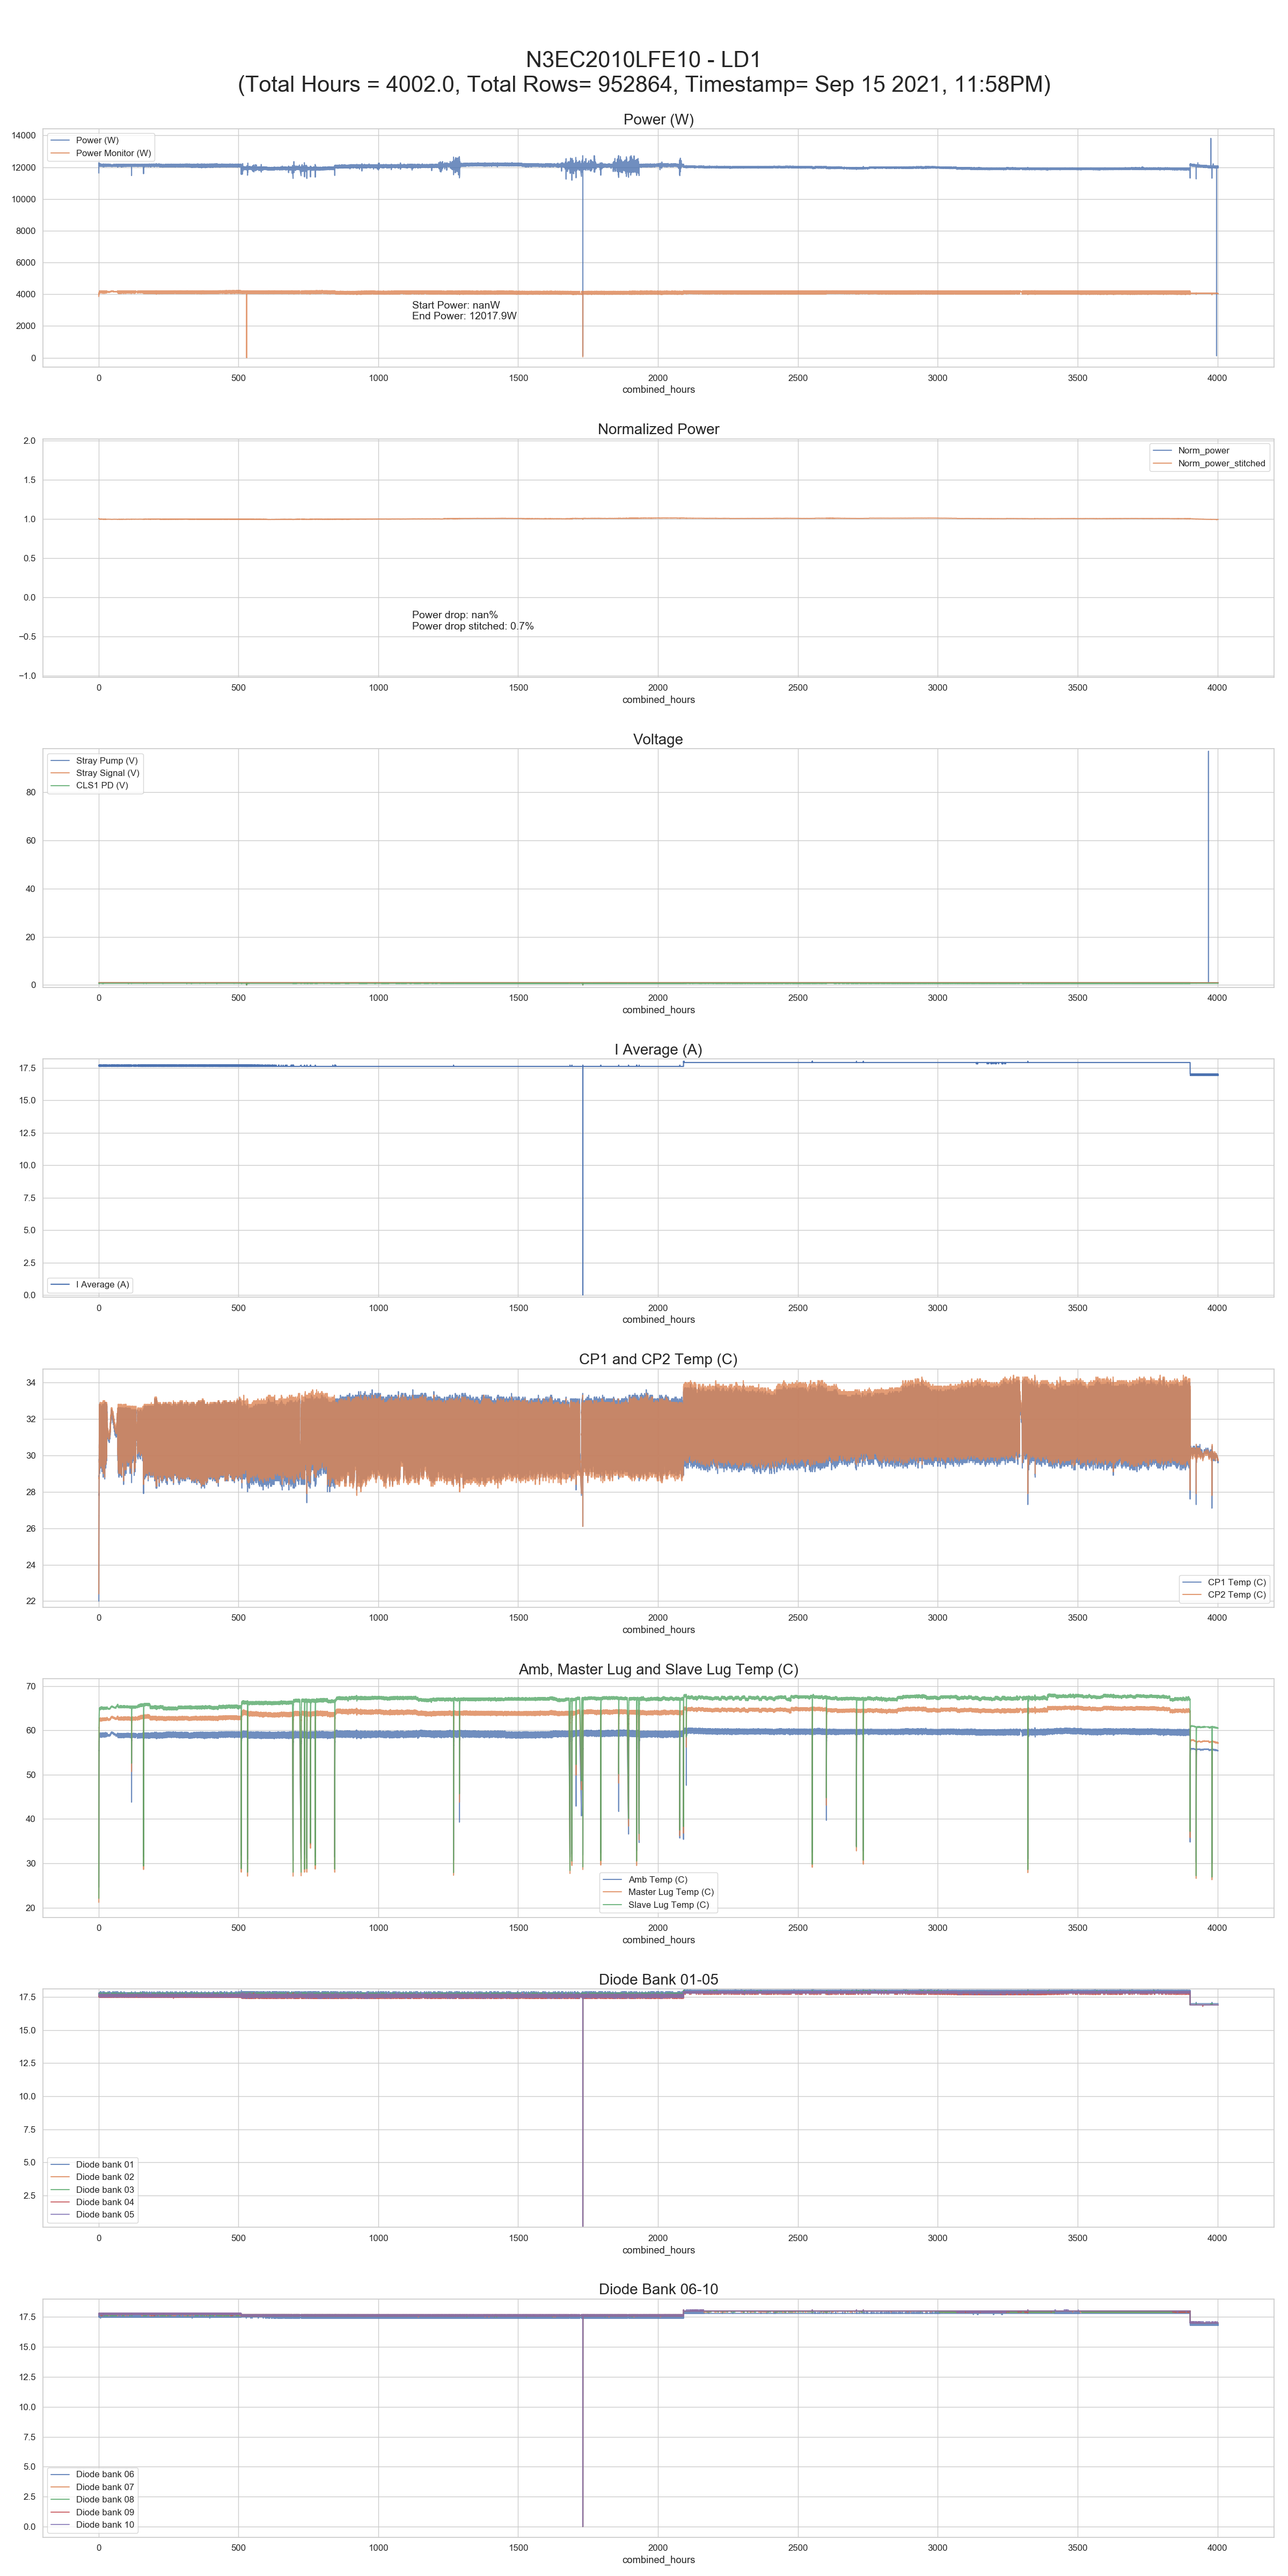 N3EC2010LFE10 - LD1
(Total Hours = 4002.0, Total Rows= 952864, Timestamp= Sep 15 2021, 11:58PM)
Power (W)
Power (W)
Power Monitor (W)
14000
12000
10000
8000
6000
4000
2000
0
Start Power: nanW
End Power: 12017.9W
0 500 1000 1500 2000 2500 3000 3500 4000
combined_hours
Normalized Power
Norm_power
Norm_power_stitched
2.0
1.5
1.0
0.5
0.0
−0.5
−1.0
Power drop: nan%
Power drop stitched: 0.7%
0 500 1000 1500 2000 2500 3000 3500 4000
combined_hours
Voltage
Stray Pump (V)
Stray Signal (V)
CLS1 PD (V)
80
60
40
20
0
0 500 1000 1500 2000 2500 3000 3500 4000
combined_hours
I Average (A)
17.5
15.0
12.5
10.0
7.5
5.0
2.5
0.0
I Average (A)
0 500 1000 1500 2000 2500 3000 3500 4000
combined_hours
CP1 and CP2 Temp (C)
34
32
30
28
26
24
22
CP1 Temp (C)
CP2 Temp (C)
0 500 1000 1500 2000 2500 3000 3500 4000
combined_hours
Amb, Master Lug and Slave Lug Temp (C)
70
60
50
40
30
20
Amb Temp (C)
Master Lug Temp (C)
Slave Lug Temp (C)
0 500 1000 1500 2000 2500 3000 3500 4000
combined_hours
Diode Bank 01-05
17.5
15.0
12.5
10.0
7.5
5.0
2.5
Diode bank 01
Diode bank 02
Diode bank 03
Diode bank 04
Diode bank 05
0 500 1000 1500 2000 2500 3000 3500 4000
combined_hours
Diode Bank 06-10
17.5
15.0
12.5
10.0
7.5
5.0
2.5
0.0
Diode bank 06
Diode bank 07
Diode bank 08
Diode bank 09
Diode bank 10
0 500 1000 1500 2000 2500 3000 3500 4000
combined_hours